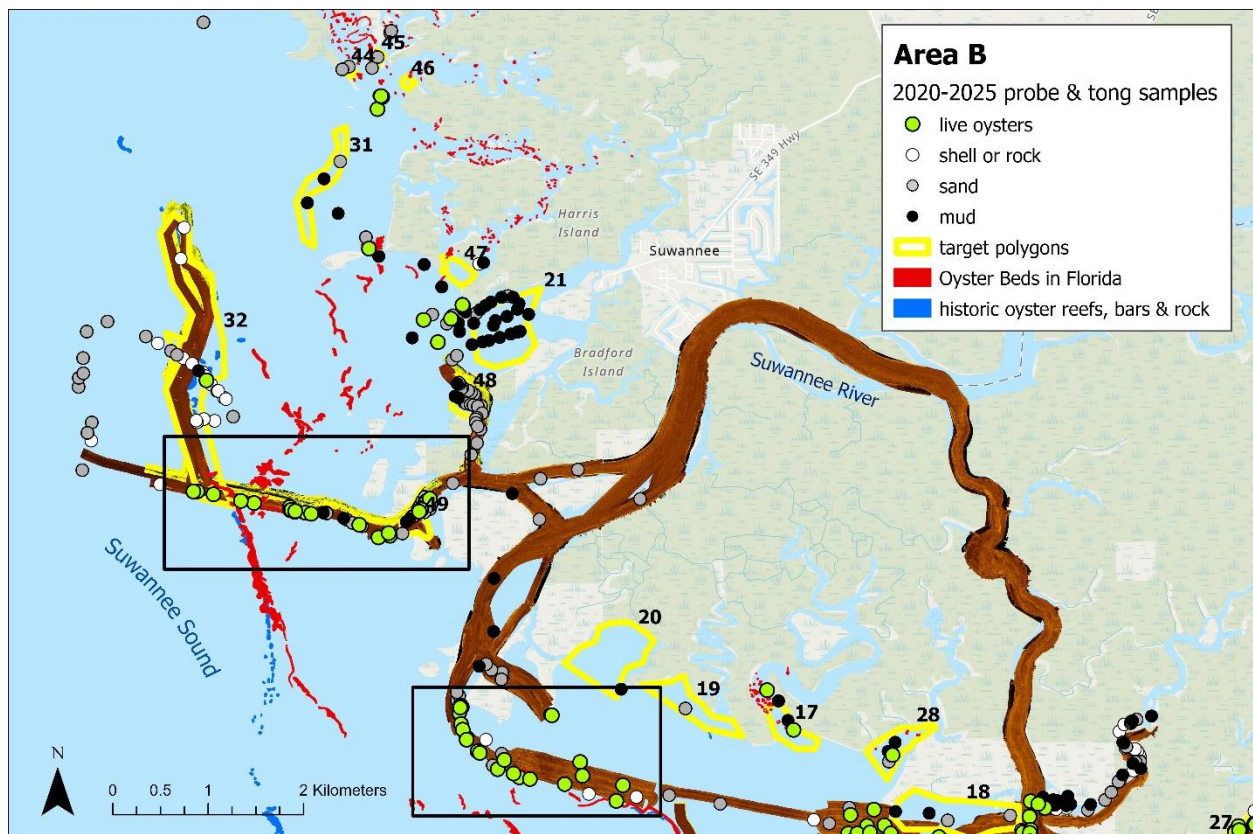 45
44
46
31
SE 349 Hwy
Harris
Island
Suwannee
47
21
32
Bradford
Island
48
Suwannee River
49
Suwannee Sound
20
19
17
28
18
27
N
0 0.5 1 2 Kilometers
Area B
2020-2025 probe & tong samples
live oysters
shell or rock
sand
mud
target polygons
Oyster Beds in Florida
historic oyster reefs, bars & rock